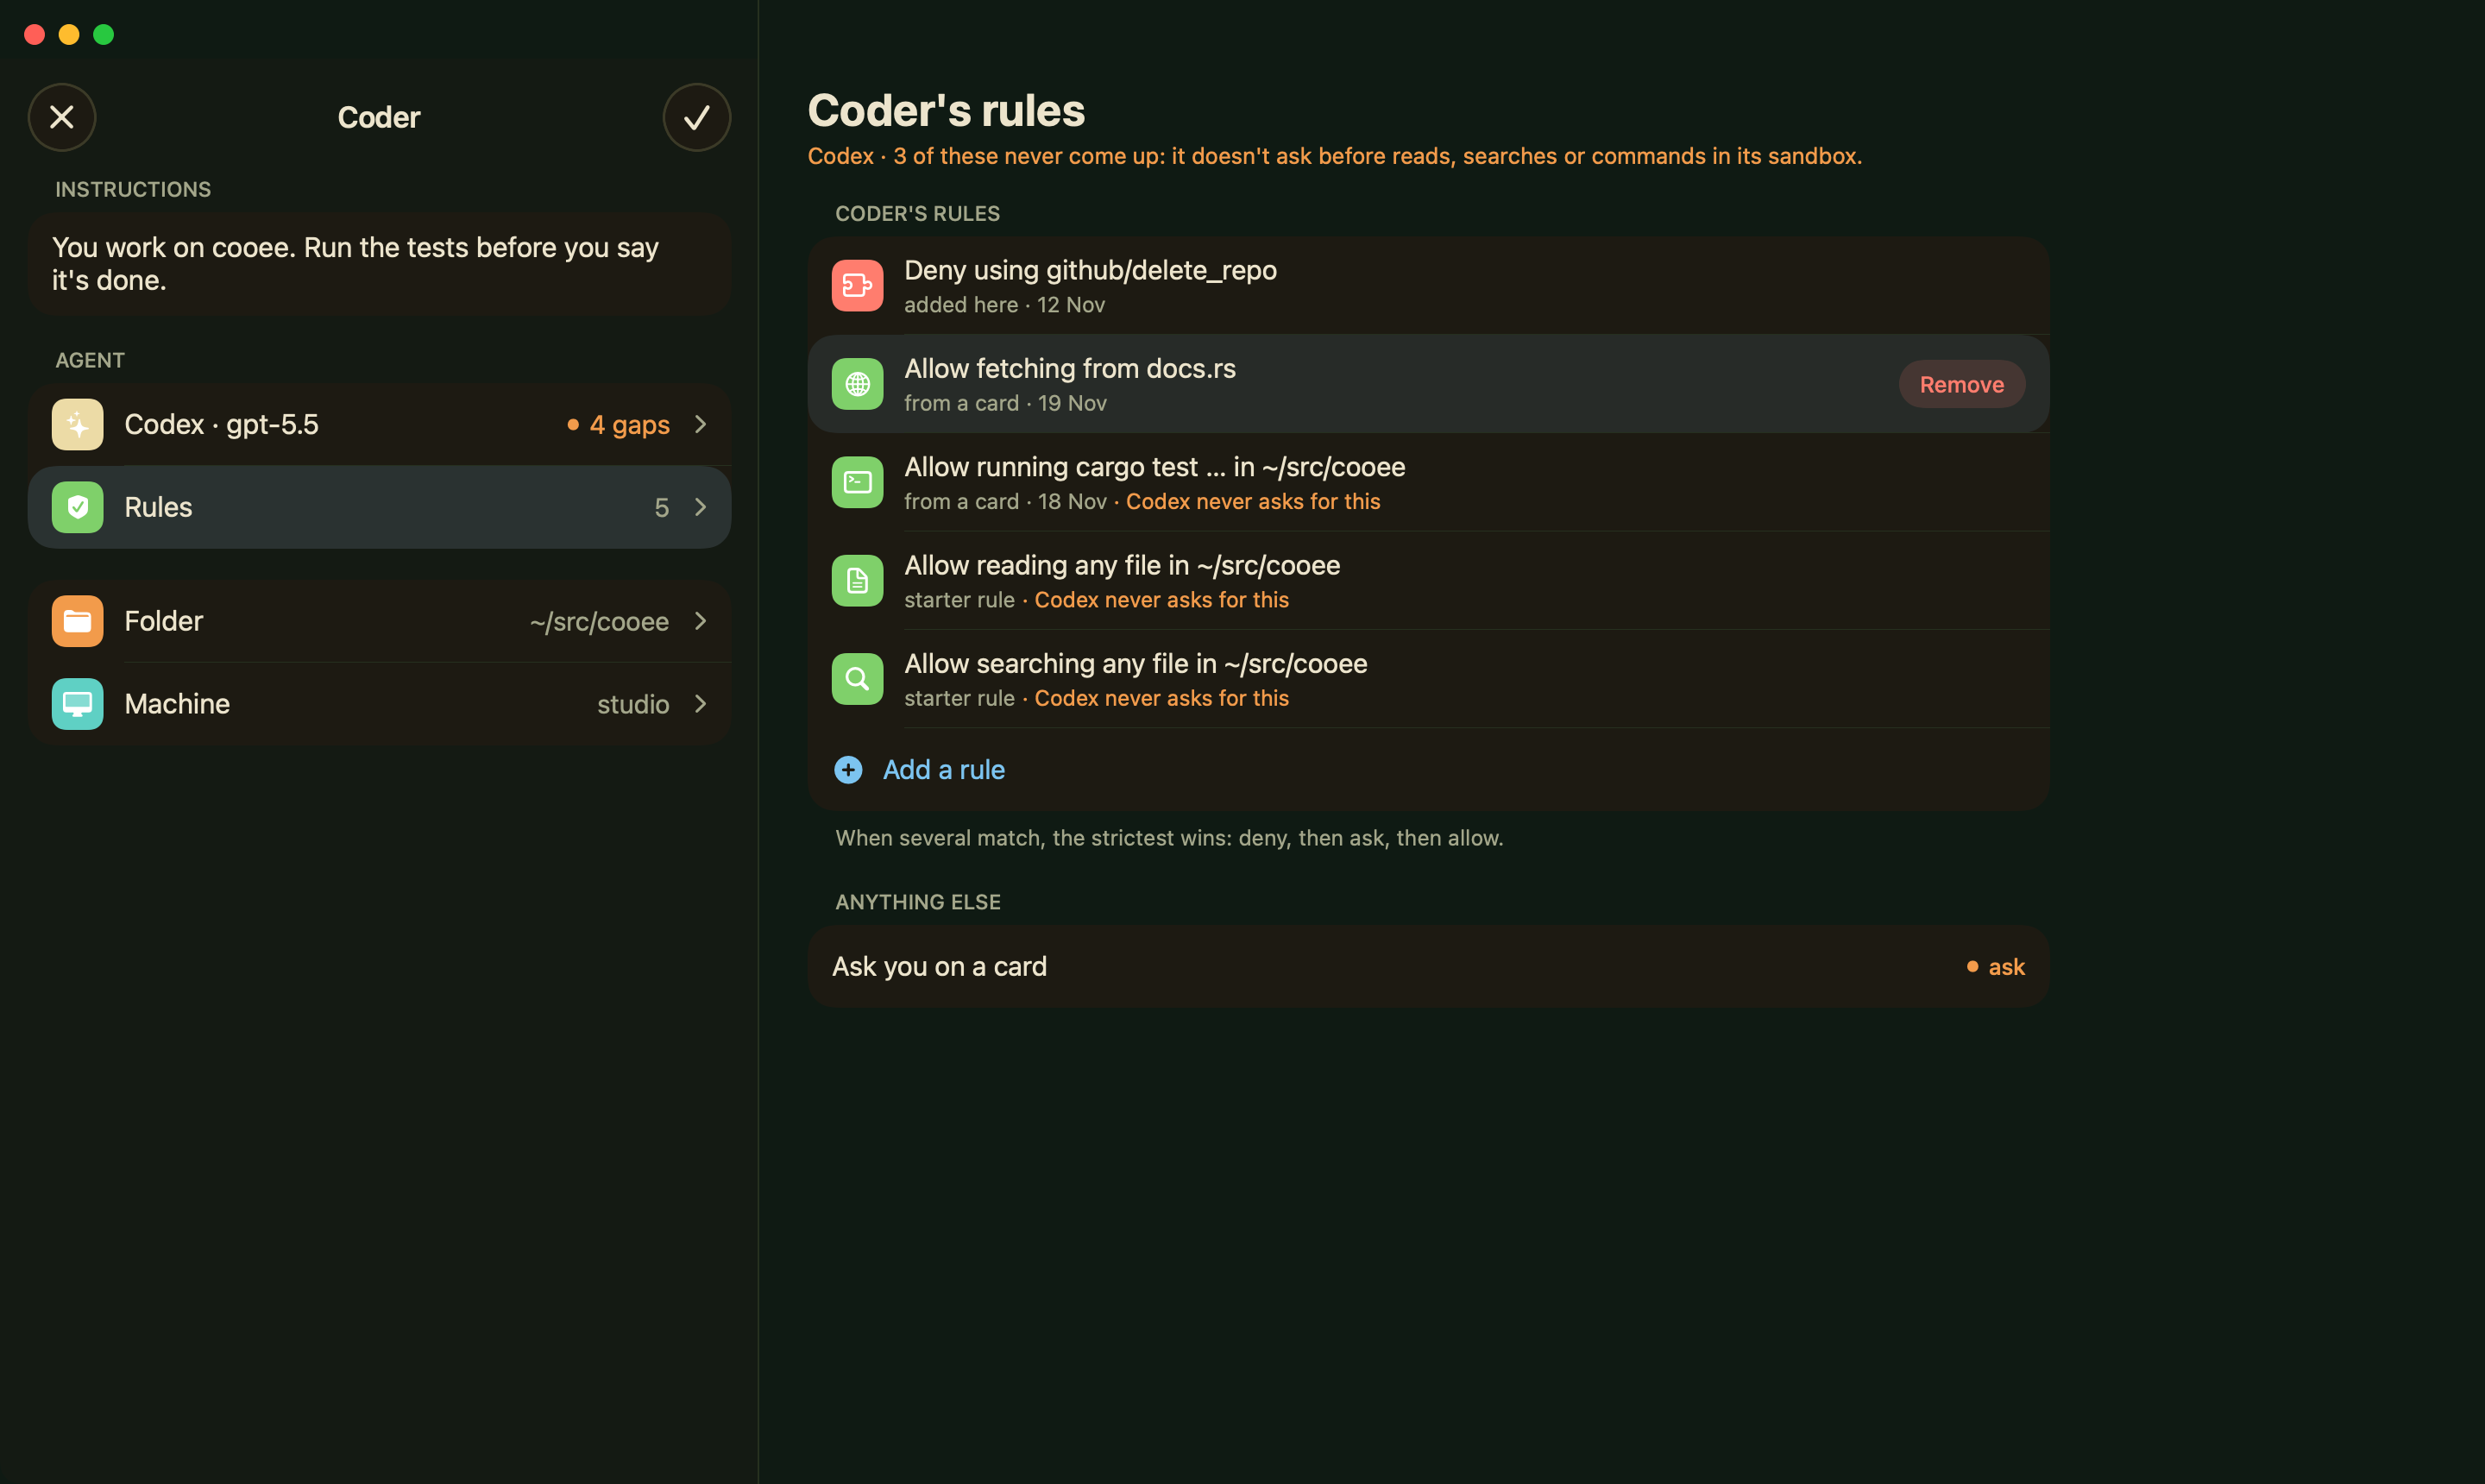 Coder
INSTRUCTIONS
You work on cooee. Run the tests before you say
it's done.
AGENT
Codex · gpt-5.5
4 gaps
Rules
5
Folder
~/src/cooee
Machine
studio
Coder's rules
Codex · 3 of these never come up: it doesn't ask before reads, searches or commands in its sandbox.
CODER'S RULES
Deny using github/delete_repo
added here · 12 Nov
Allow fetching from docs.rs
from a card · 19 Nov
Remove
Allow running cargo test ... in ~/src/cooee
from a card · 18 Nov · Codex never asks for this
Allow reading any file in ~/src/cooee
starter rule · Codex never asks for this
Allow searching any file in ~/src/cooee
starter rule · Codex never asks for this
Add a rule
When several match, the strictest wins: deny, then ask, then allow.
ANYTHING ELSE
Ask you on a card
ask